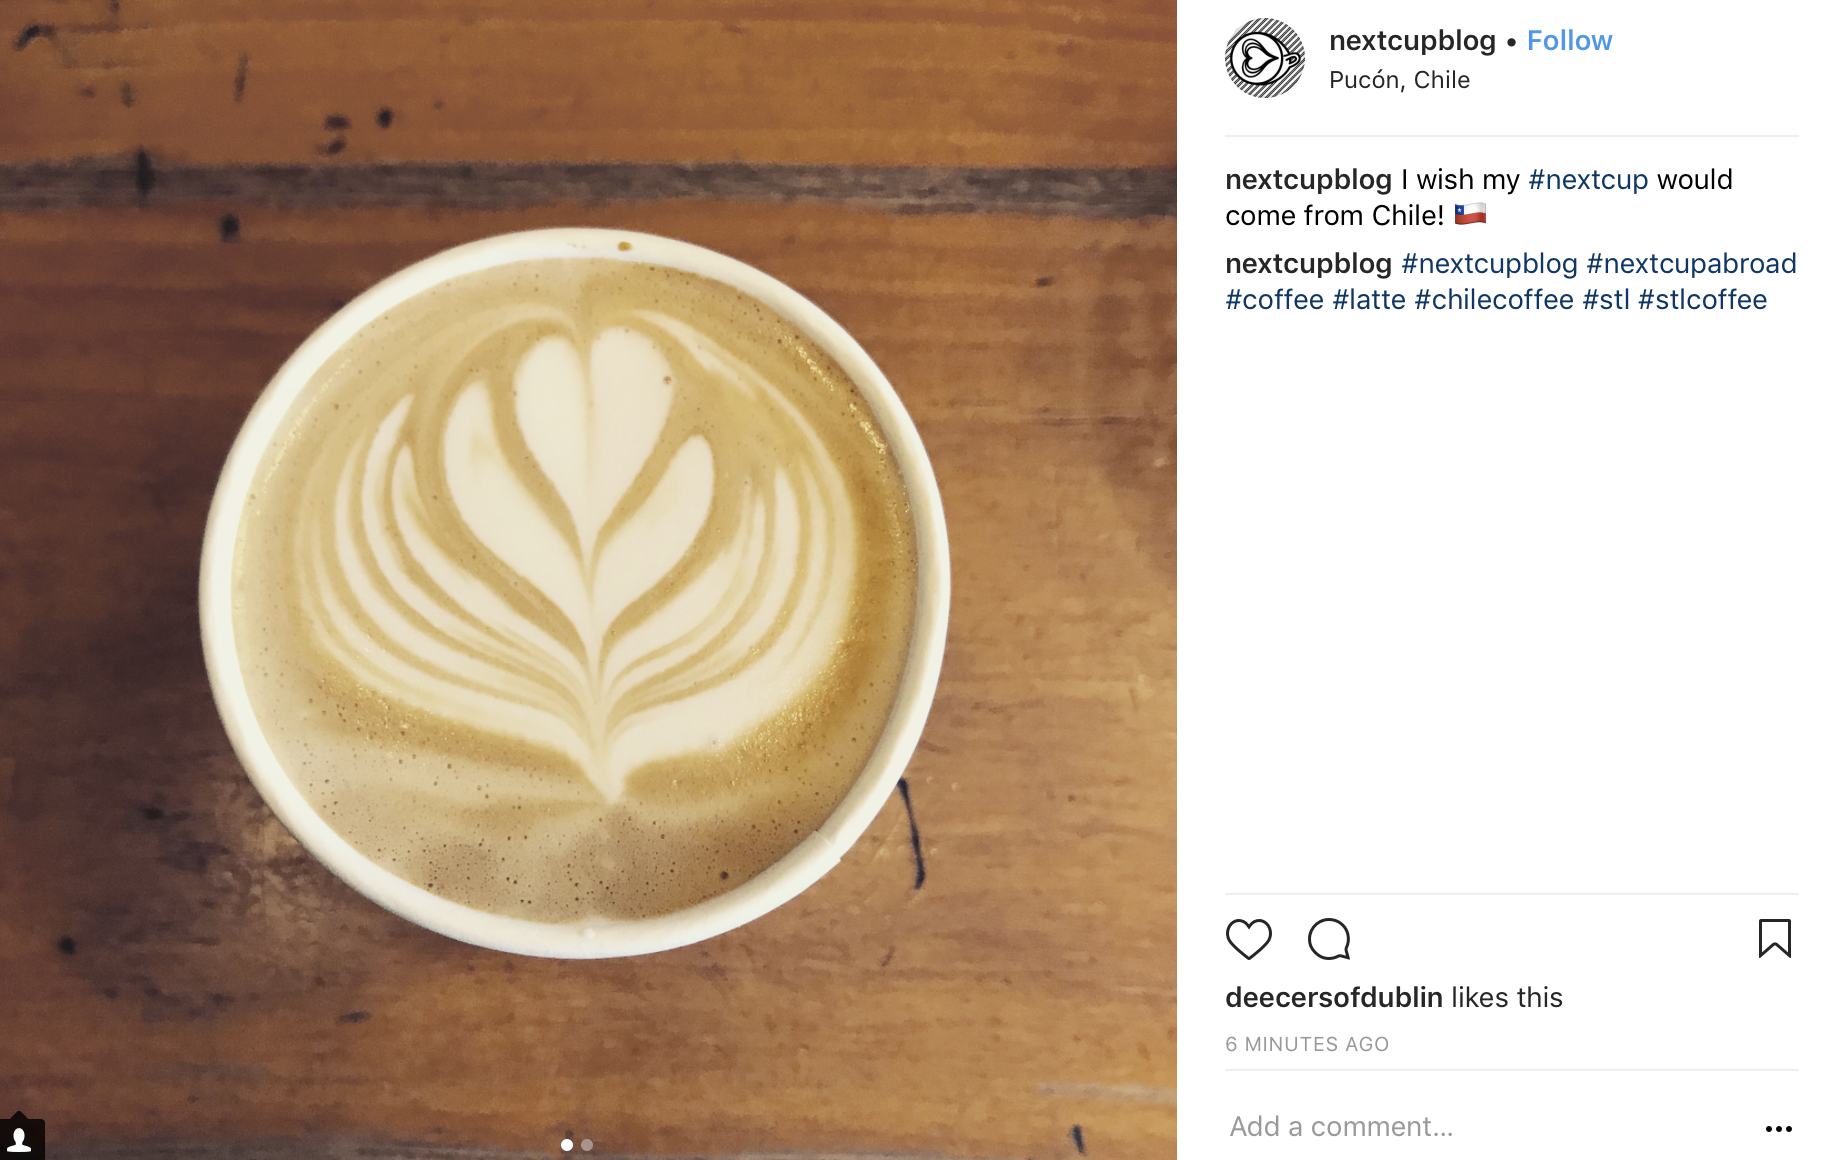 nextcupblog • Follow
Pucón, Chile
nextcupblog I wish my #nextcup would
come from Chile! 🇨🇱
nextcupblog #nextcupblog #nextcupabroad
#coffee #latte #chilecoffee #stl #stlcoffee
deecersofdublin likes this
6 MINUTES AGO
Add a comment...